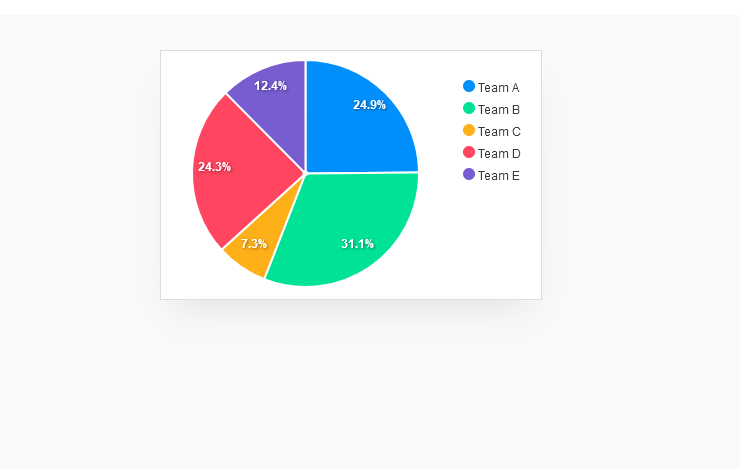 12.4%
24.9%
24.3%
7.3%
31.1%
Team A
Team B
Team C
Team D
Team E